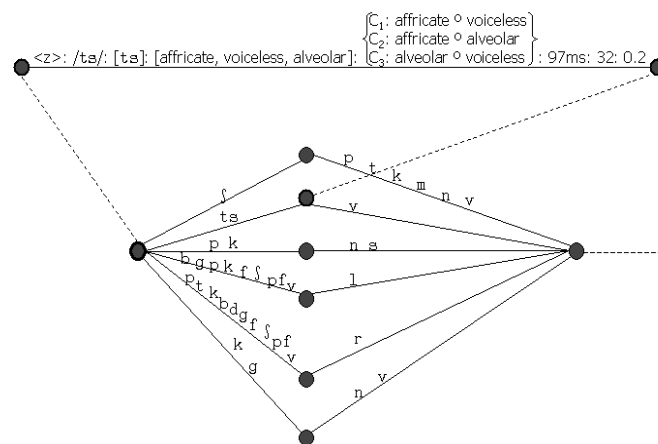 C₁: affricate º voiceless
C₂: affricate º alveolar
<z>: /ts/: [ts]: [affricate, voiceless, alveolar]: C₃: alveolar º voiceless : 97ms: 32: 0.2
ʃ
p t k m n v
ts
v
p k
n s
b g p k f ʃ pf v
l
p t k b d g f ʃ pf v
r
k g
n v